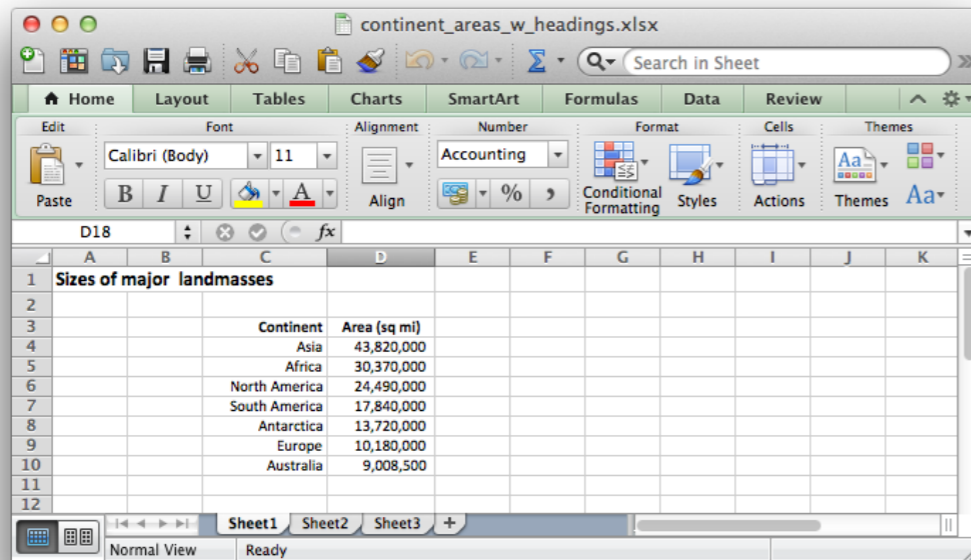 continent_areas_w_headings.xlsx
Search in Sheet
Home Layout Tables Charts SmartArt Formulas Data Review
Edit Font Alignment Number Format Cells Themes
Calibri (Body) 11 Accounting
B I U A % , Aa
Paste Align Conditional Formatting Styles Actions Themes Aa
D18 fx
A B C D E F G H I J K
1 Sizes of major landmasses
2
3 Continent Area (sq mi)
4 Asia 43,820,000
5 Africa 30,370,000
6 North America 24,490,000
7 South America 17,840,000
8 Antarctica 13,720,000
9 Europe 10,180,000
10 Australia 9,008,500
11
12
Sheet1 Sheet2 Sheet3 +
Normal View Ready